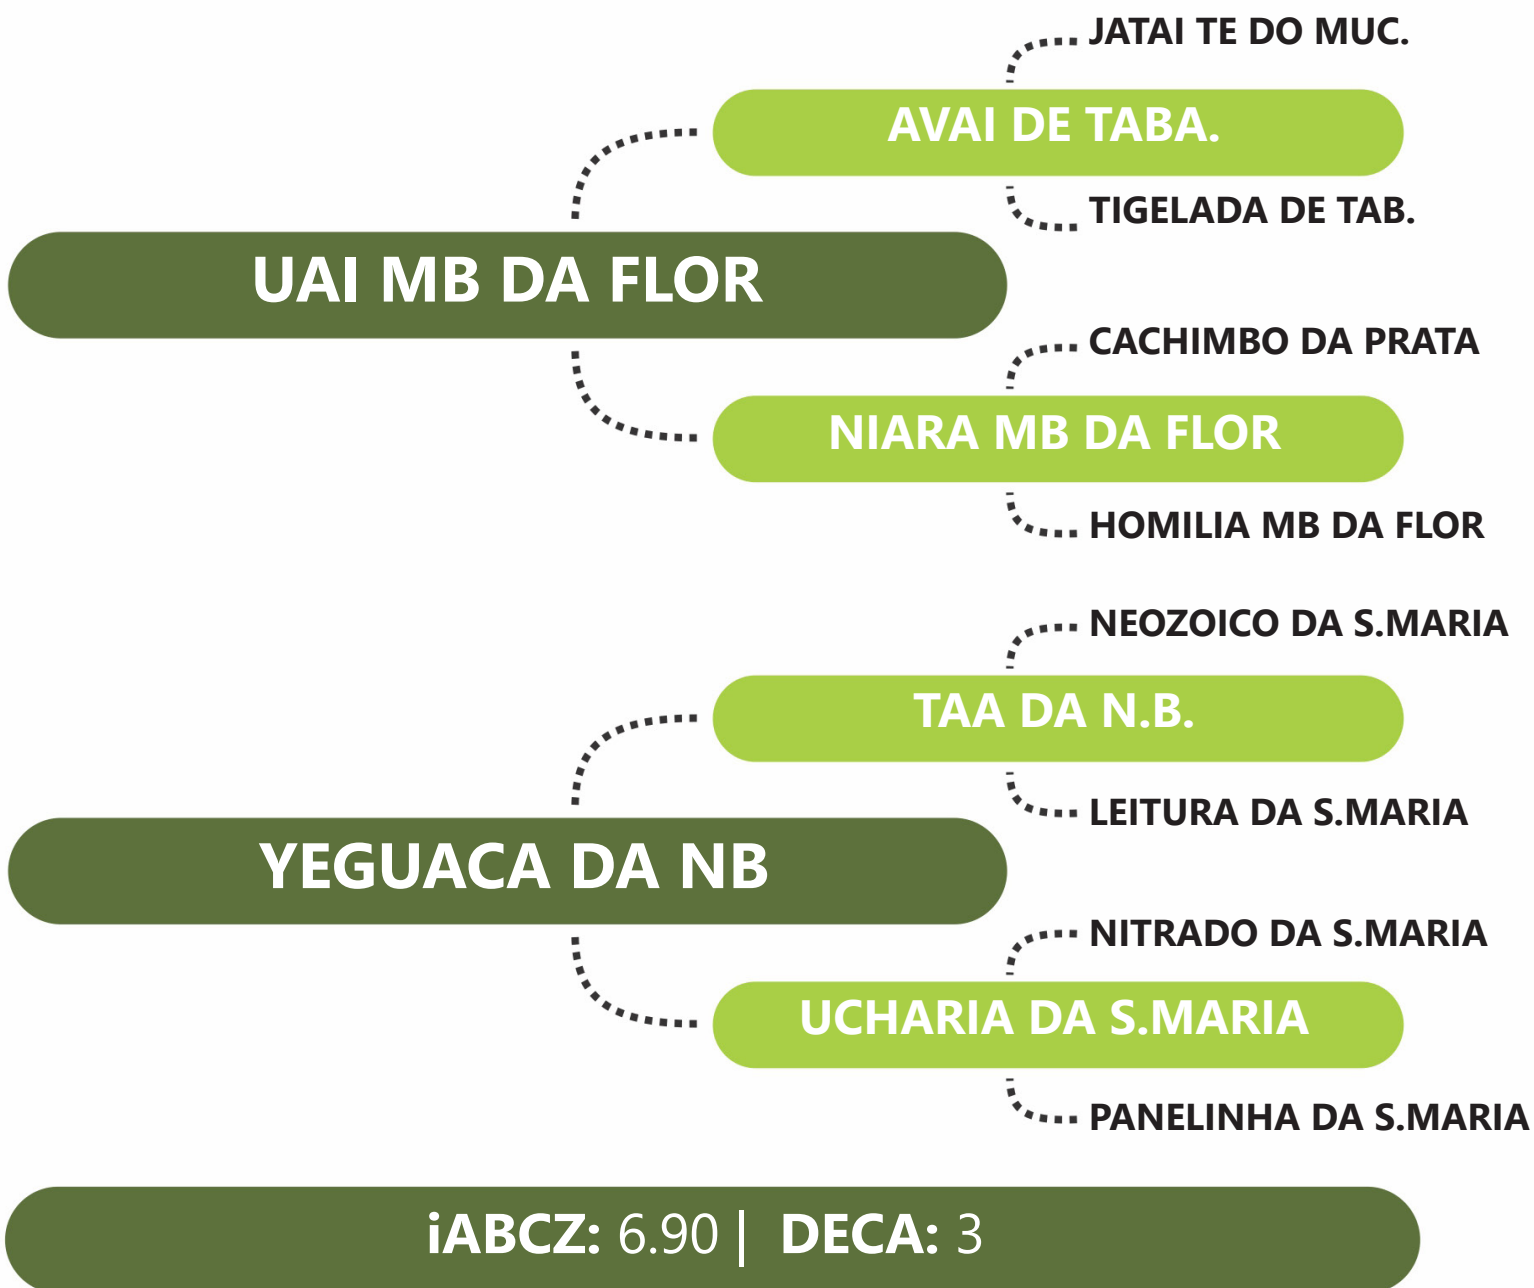 JATAI TE DO MUC.
AVAI DE TABA.
TIGELADA DE TAB.
UAI MB DA FLOR
CACHIMBO DA PRATA
NIARA MB DA FLOR
HOMILIA MB DA FLOR
NEOZOICO DA S.MARIA
TAA DA N.B.
LEITURA DA S.MARIA
YEGUACA DA NB
NITRADO DA S.MARIA
UCHARIA DA S.MARIA
PANELINHA DA S.MARIA
iABCZ: 6.90 | DECA: 3